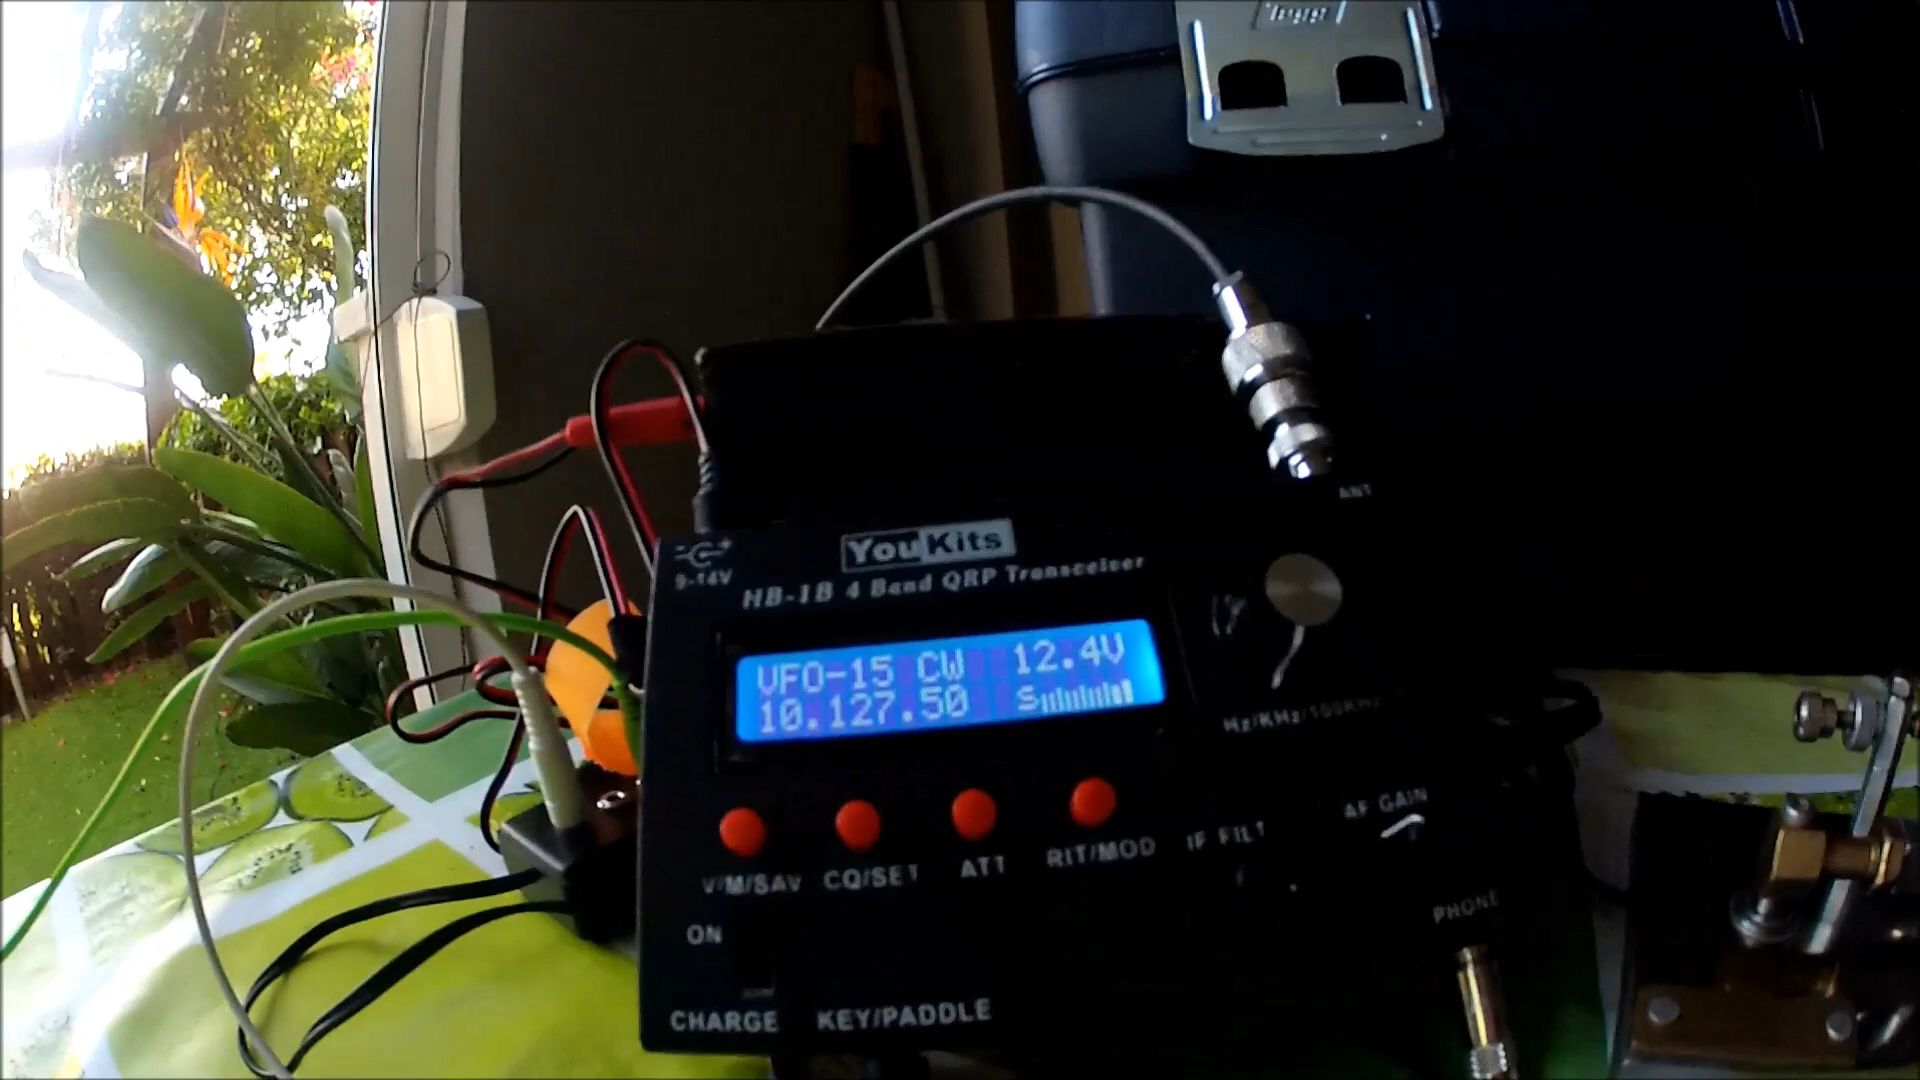 ANT
YouKits
9-14V
HB-1B 4 Band QRP Transceiver
VFO-15 CW 12.4V
10.127.50 S
Hz/KHz/100KHz
AF GAIN
V/M/SAV CQ/SET ATT RIT/MOD IF FILT
PHONE
ON
CHARGE KEY/PADDLE